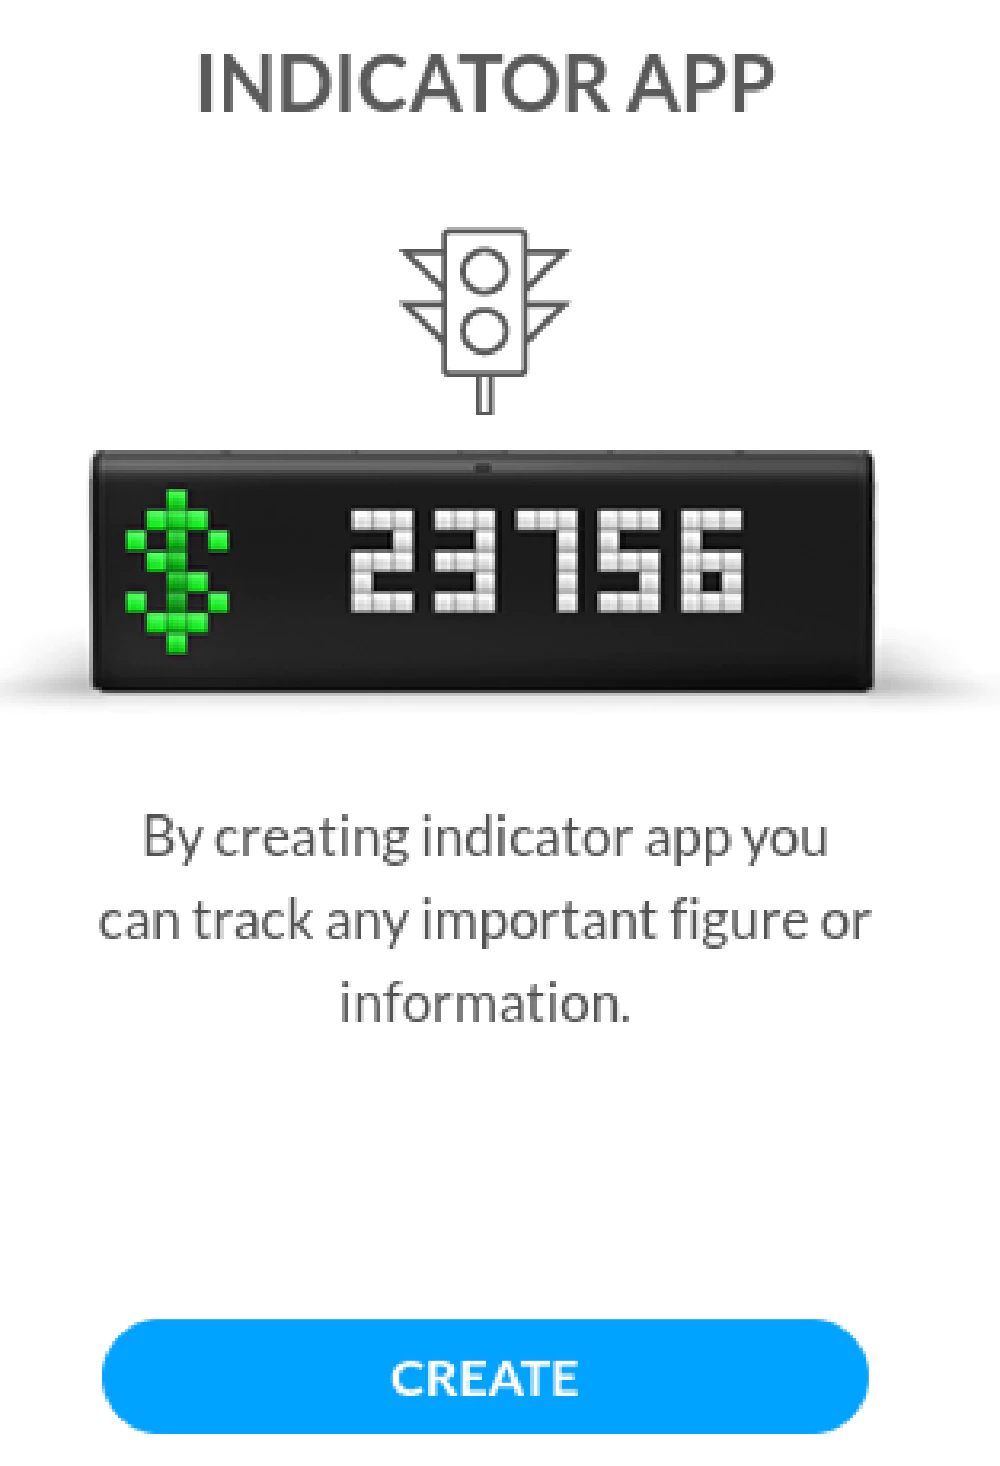 INDICATOR APP
$ 23756
By creating indicator app you
can track any important figure or
information.
CREATE